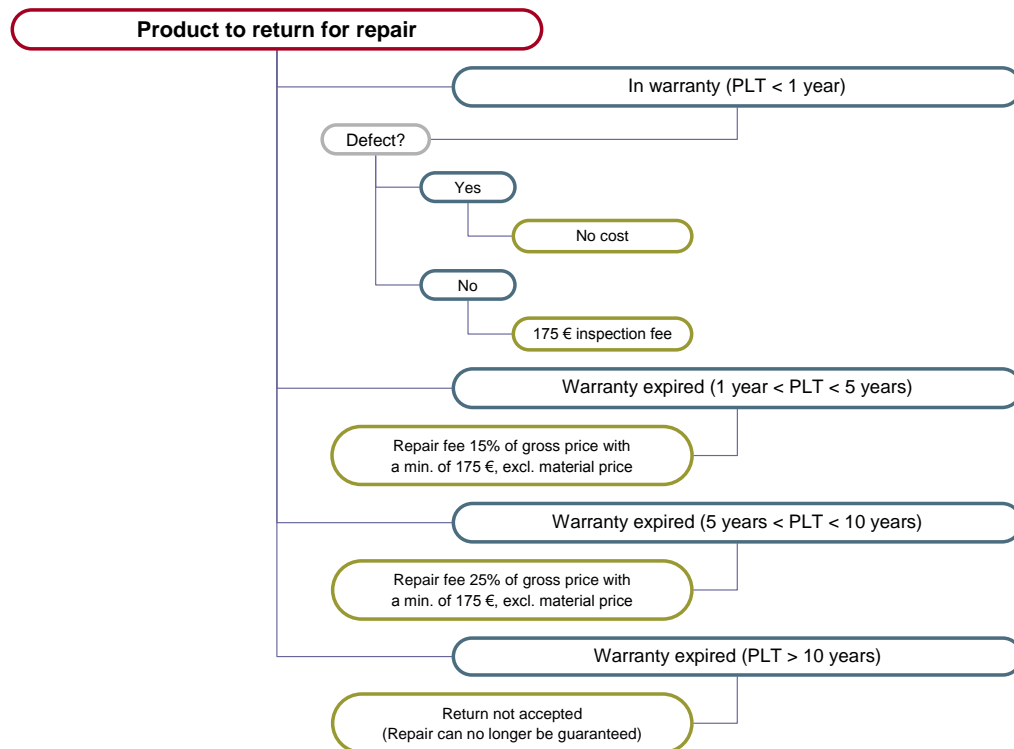 Product to return for repair
In warranty (PLT < 1 year)
Defect?
Yes
No cost
No
175 € inspection fee
Warranty expired (1 year < PLT < 5 years)
Repair fee 15% of gross price with
a min. of 175 €, excl. material price
Warranty expired (5 years < PLT < 10 years)
Repair fee 25% of gross price with
a min. of 175 €, excl. material price
Warranty expired (PLT > 10 years)
Return not accepted
(Repair can no longer be guaranteed)